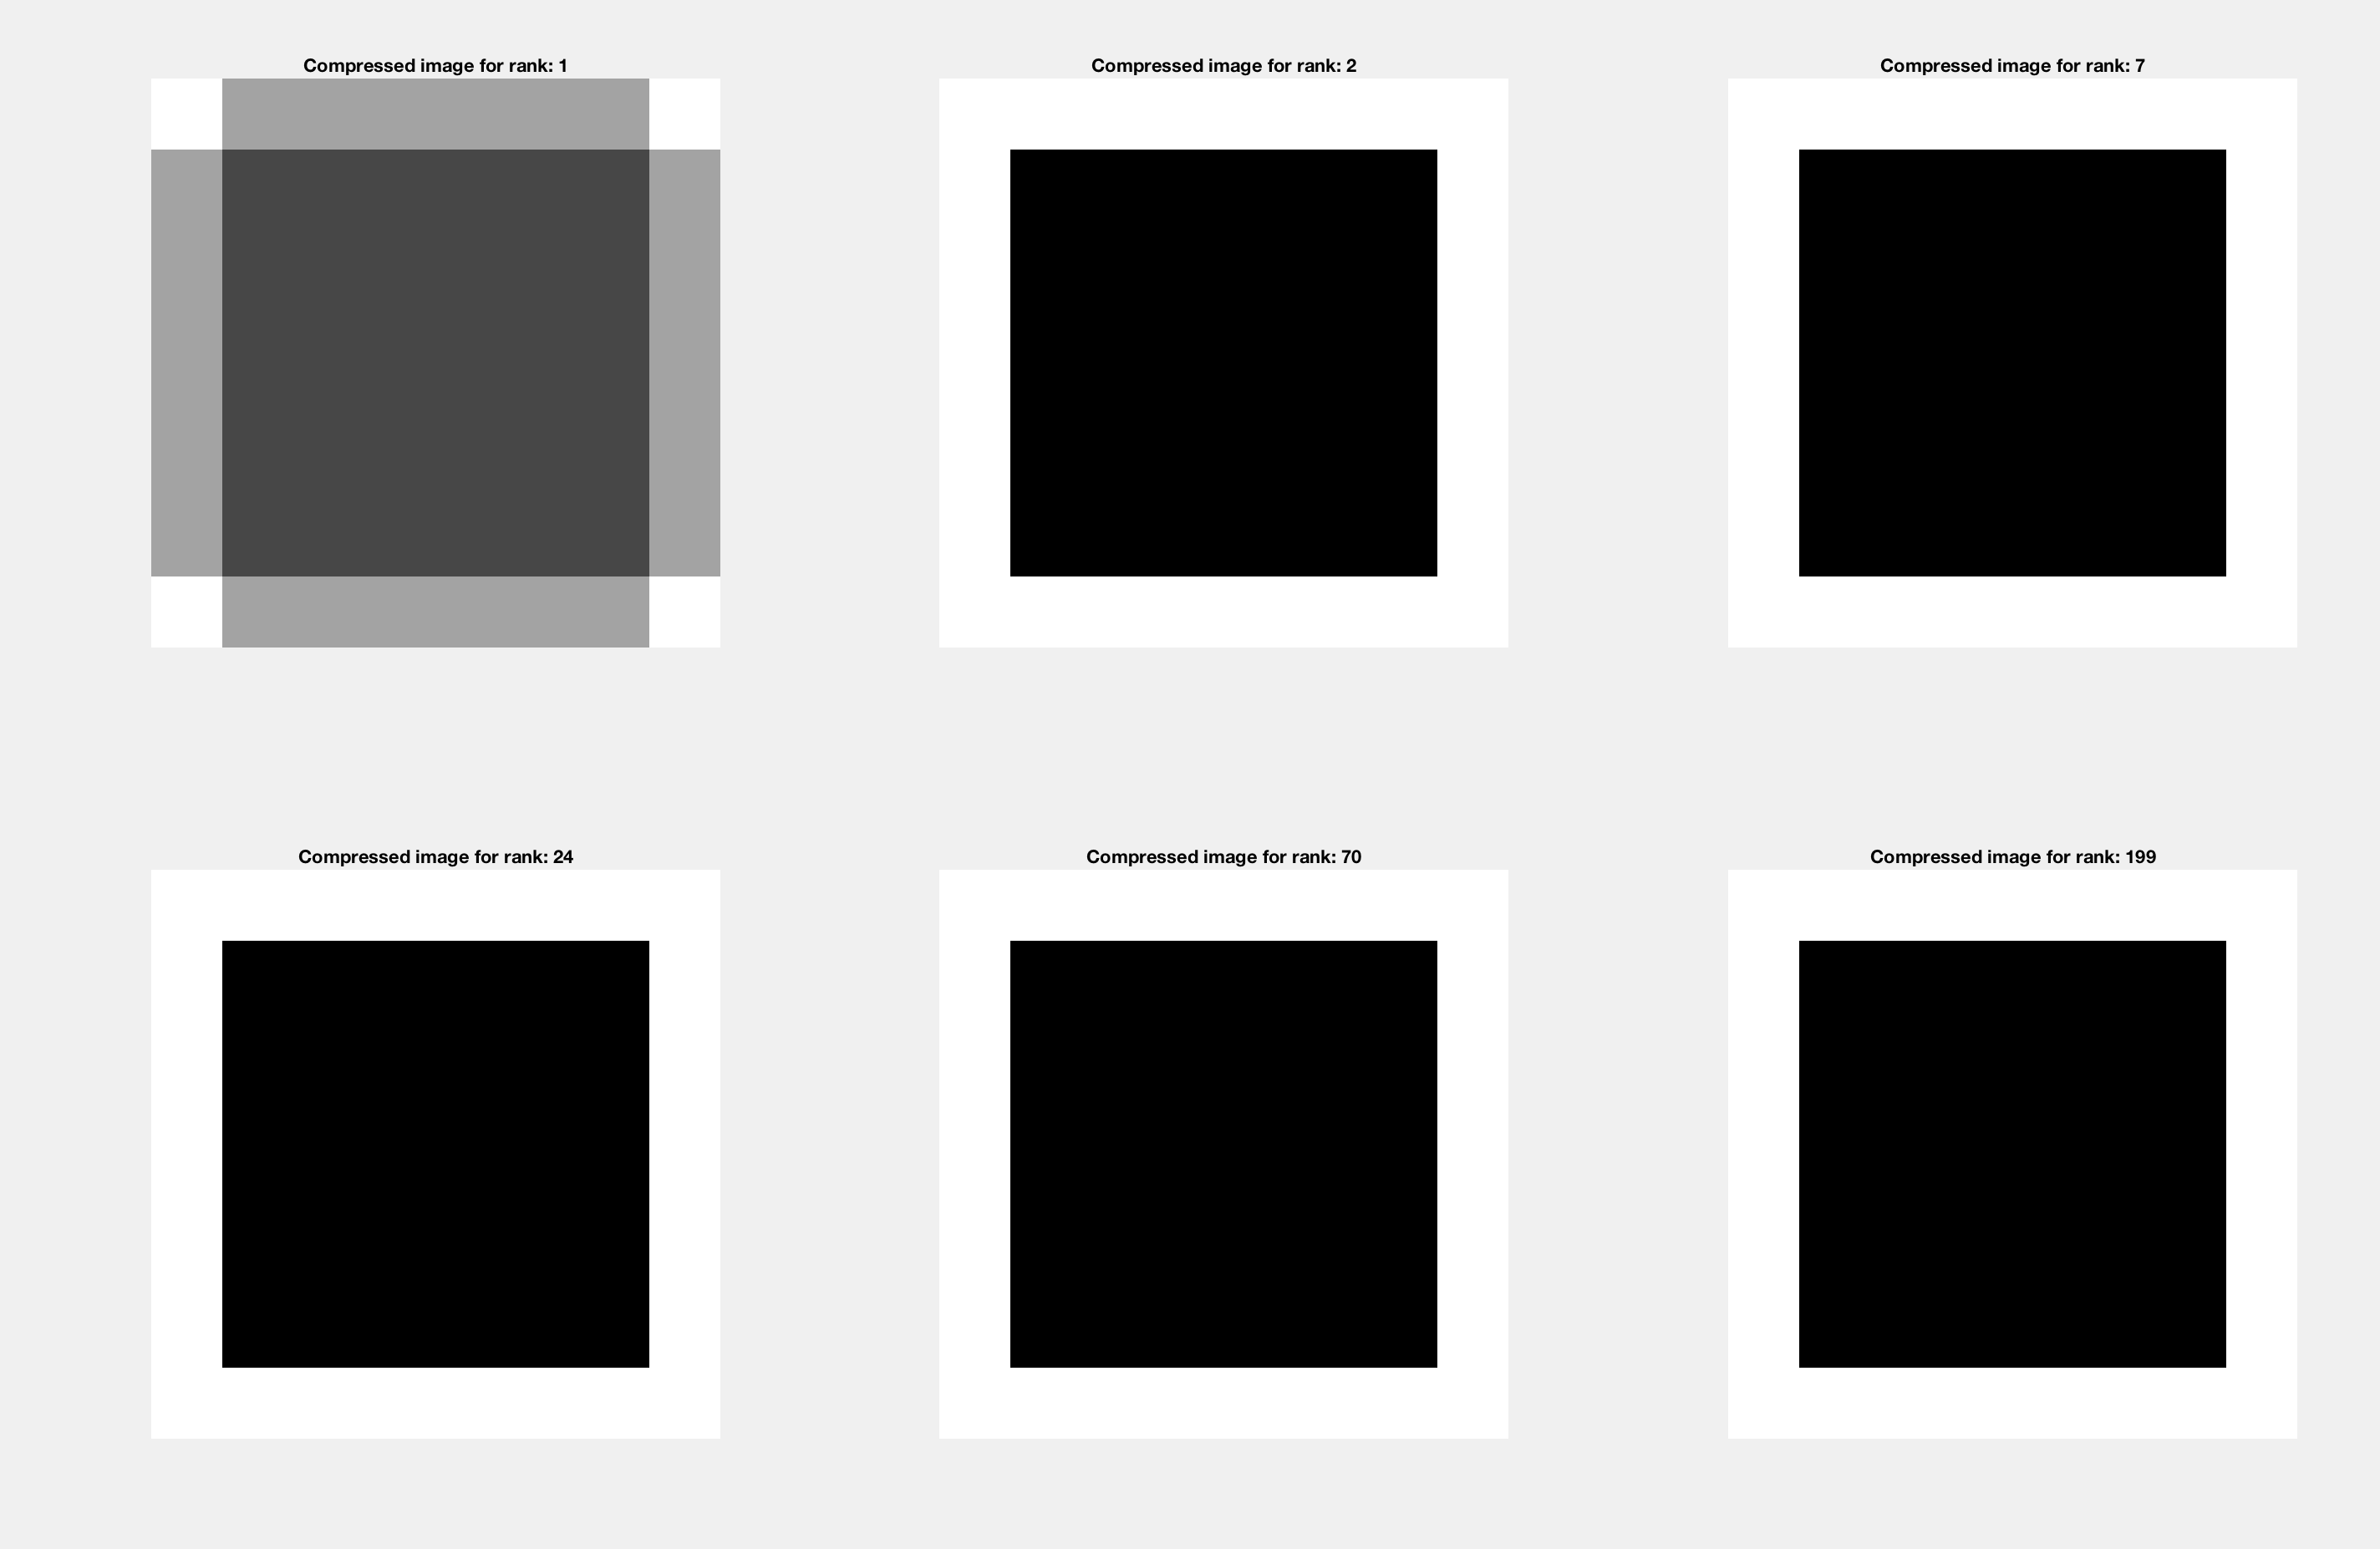 Compressed image for rank: 1
Compressed image for rank: 2
Compressed image for rank: 7
Compressed image for rank: 24
Compressed image for rank: 70
Compressed image for rank: 199